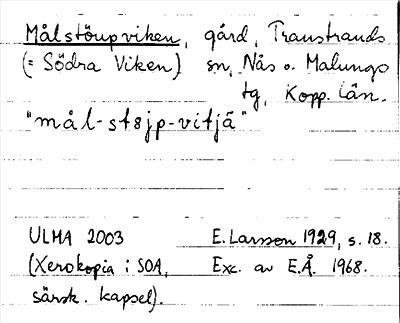 Målstöupviken, gård, Transtrands
(= Södra Viken) sn, Nås o. Malungs
tg, Kopp. län.
"mål-st8jp-vitjä"
ULMA 2003 E. Larsson 1929, s. 18.
(Xerokopia i SOA, Exc. av E.Å. 1968.
särsk. kapsel).